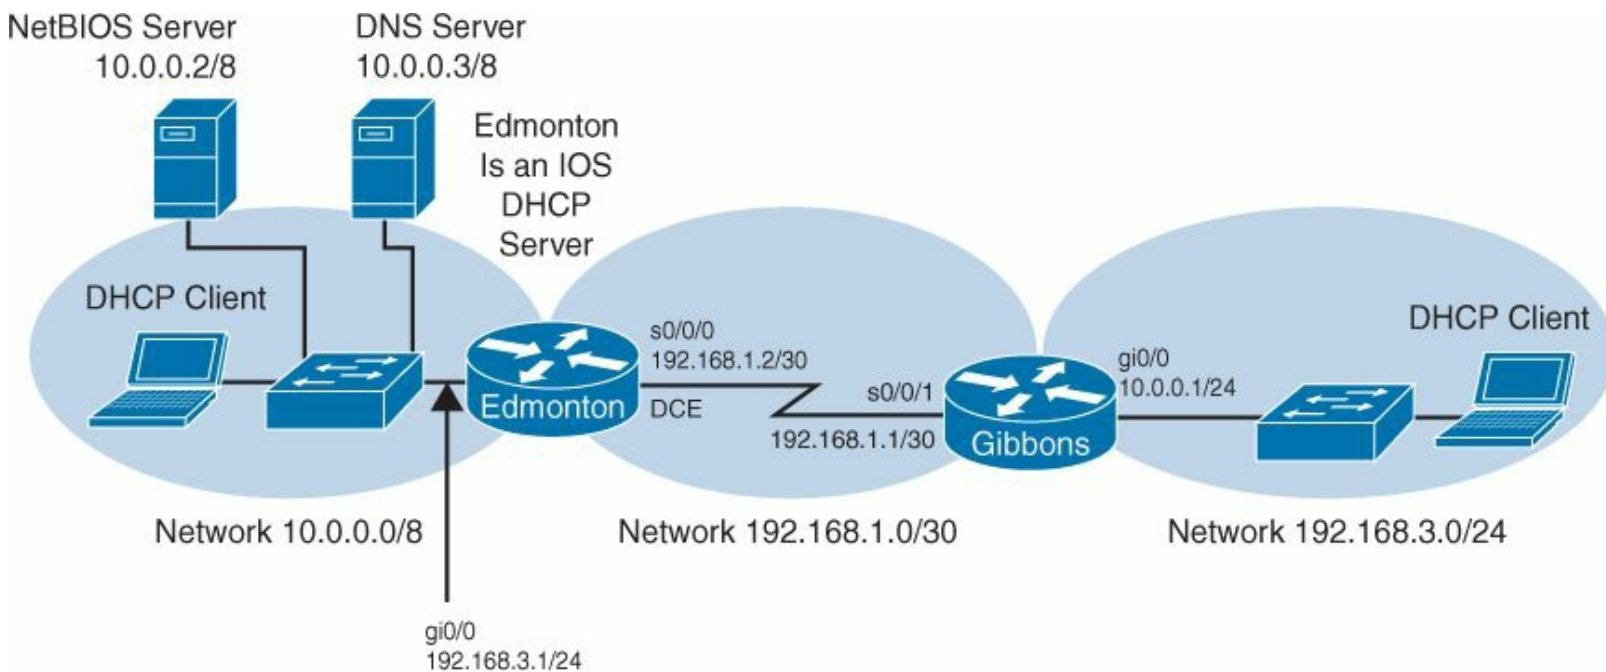 NetBIOS Server
10.0.0.2/8
DNS Server
10.0.0.3/8
Edmonton
Is an IOS
DHCP
Server
DHCP Client
s0/0/0
192.168.1.2/30
DCE
Edmonton
s0/0/1
192.168.1.1/30
Gibbons
gi0/0
10.0.0.1/24
DHCP Client
Network 10.0.0.0/8
Network 192.168.1.0/30
Network 192.168.3.0/24
gi0/0
192.168.3.1/24